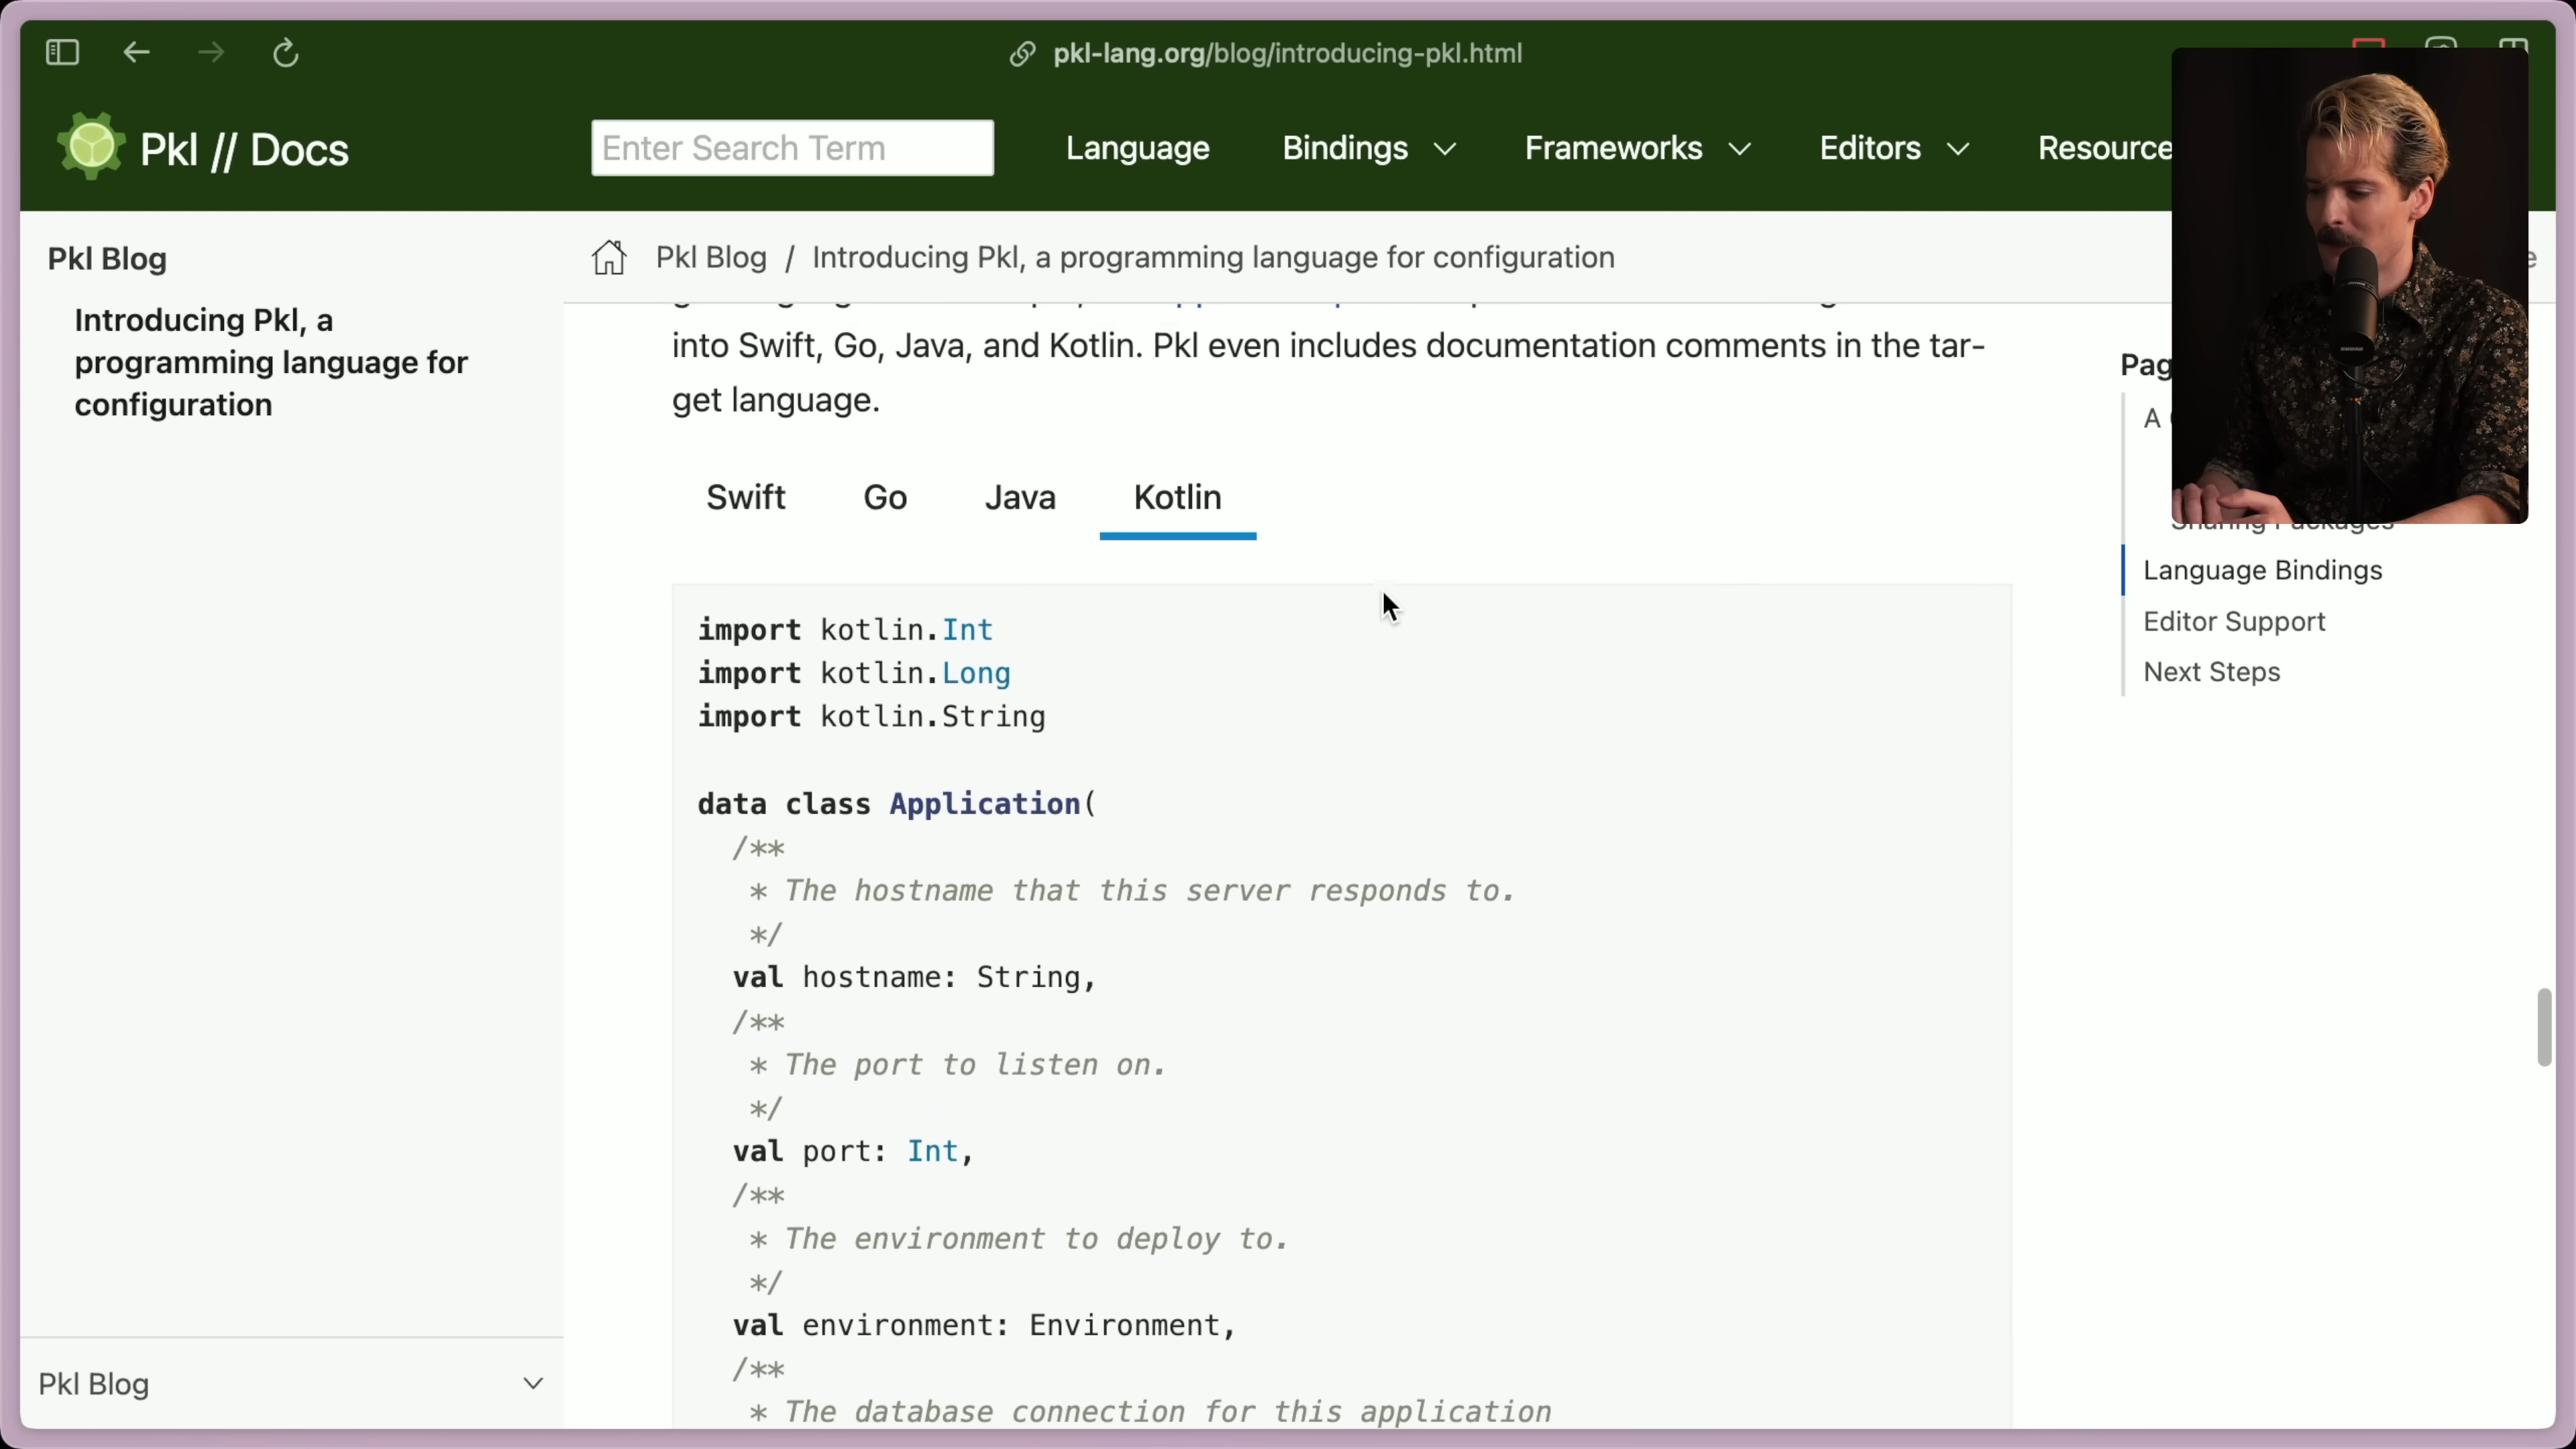 pkl-lang.org/blog/introducing-pkl.html
Pkl // Docs
Enter Search Term
Language
Bindings
Frameworks
Editors
Resource
Pkl Blog
Introducing Pkl, a
programming language for
configuration
Pkl Blog / Introducing Pkl, a programming language for configuration
into Swift, Go, Java, and Kotlin. Pkl even includes documentation comments in the tar-
get language.
Swift
Go
Java
Kotlin
import kotlin.Int
import kotlin.Long
import kotlin.String
data class Application(
/**
* The hostname that this server responds to.
*/
val hostname: String,
/**
* The port to listen on.
*/
val port: Int,
/**
* The environment to deploy to.
*/
val environment: Environment,
/**
* The database connection for this application
Pag
A
Sharing Packages
Language Bindings
Editor Support
Next Steps
Pkl Blog